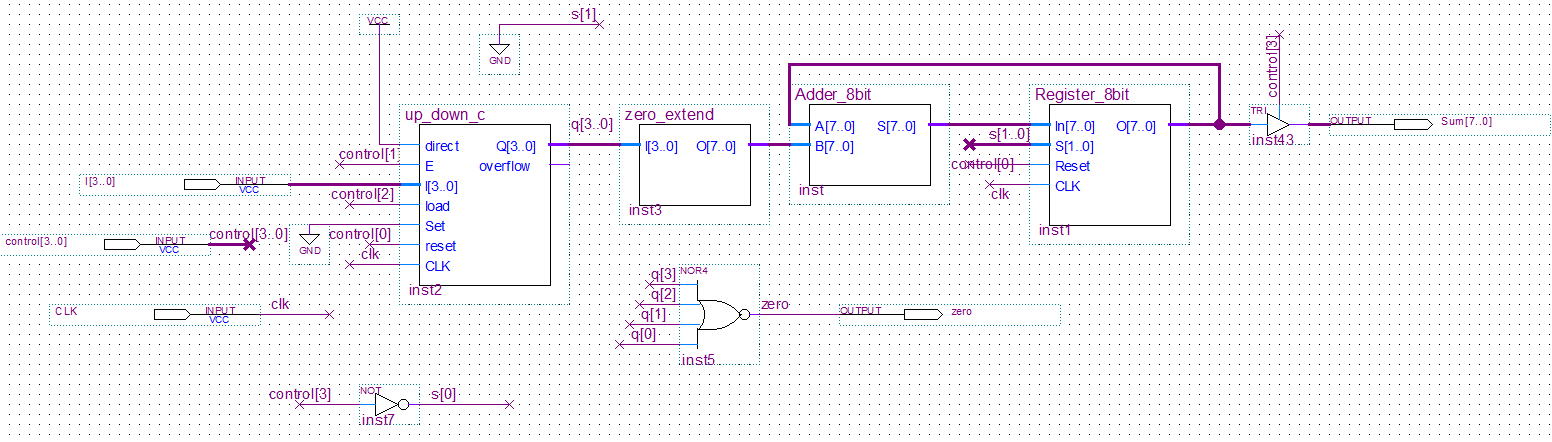 VCC
s[1]
GND
control[3]
up_down_c
direct
E
I[3..0]
load
Set
reset
CLK
Q[3..0]
overflow
inst2
control[1
I[3..0]
INPUT
VCC
control[2]
control[3..0]
INPUT
VCC
control[3..0]
GND
control[0]
clk
CLK
INPUT
VCC
clk
q[3..0]
zero_extend
I[3..0]
O[7..0]
inst3
Adder_8bit
A[7..0]
B[7..0]
S[7..0]
inst
s[1..0]
control[0]
clk
Register_8bit
In[7..0]
S[1..0]
Reset
CLK
O[7..0]
inst1
TRI
inst43
OUTPUT
Sum[7..0]
NOR4
q[3]
q[2]
q[1]
q[0]
inst5
zero
OUTPUT
zero
control[3]
NOT
inst7
s[0]